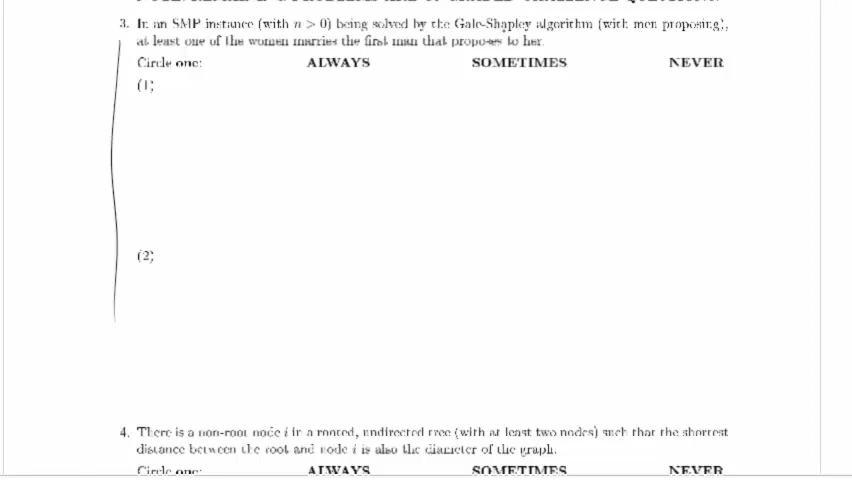 3. In an SMP instance (with n > 0) being solved by the Gale-Shapley algorithm (with men proposing),
at least one of the women marries the first man that proposes to her.
Circle one: ALWAYS SOMETIMES NEVER
(1)
(2)
4. There is a non-root node i in a rooted, undirected tree (with at least two nodes) such that the shortest
distance between the root and node i is also the diameter of the graph.
Circle one: ALWAYS SOMETIMES NEVER